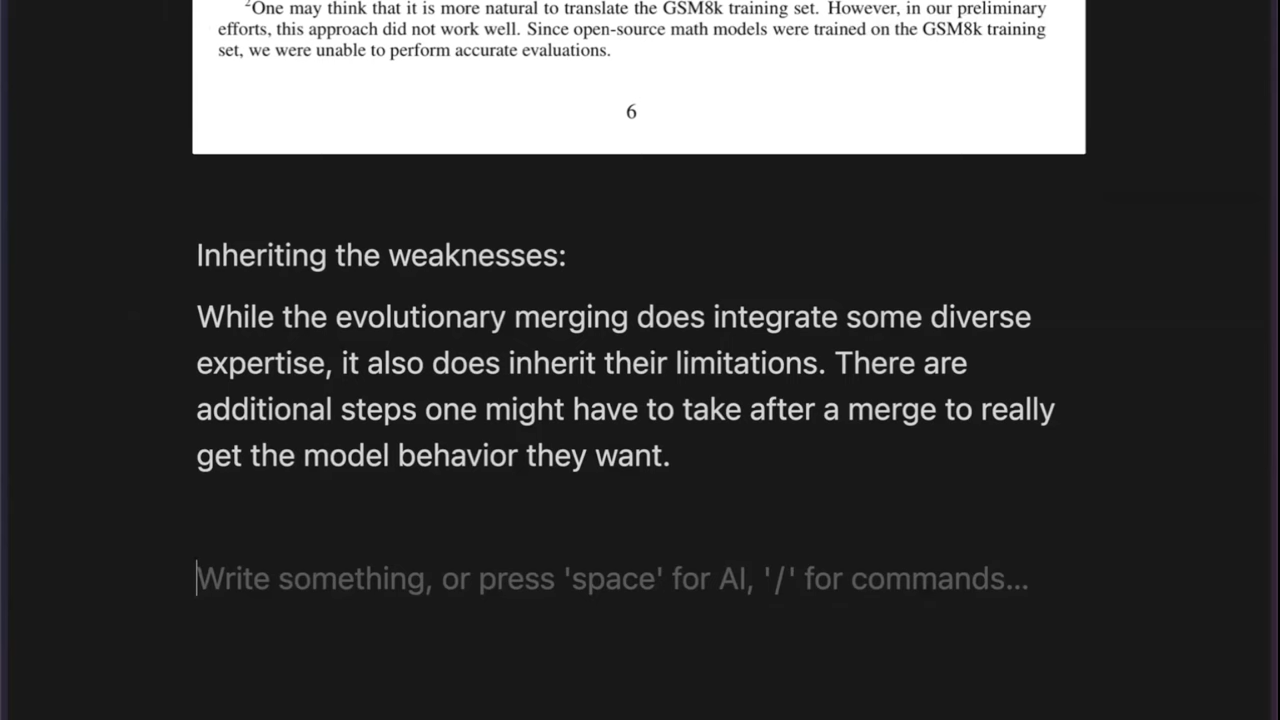 ²One may think that it is more natural to translate the GSM8k training set. However, in our preliminary
efforts, this approach did not work well. Since open-source math models were trained on the GSM8k training
set, we were unable to perform accurate evaluations.
6
Inheriting the weaknesses:
While the evolutionary merging does integrate some diverse
expertise, it also does inherit their limitations. There are
additional steps one might have to take after a merge to really
get the model behavior they want.
Write something, or press 'space' for AI, '/' for commands...